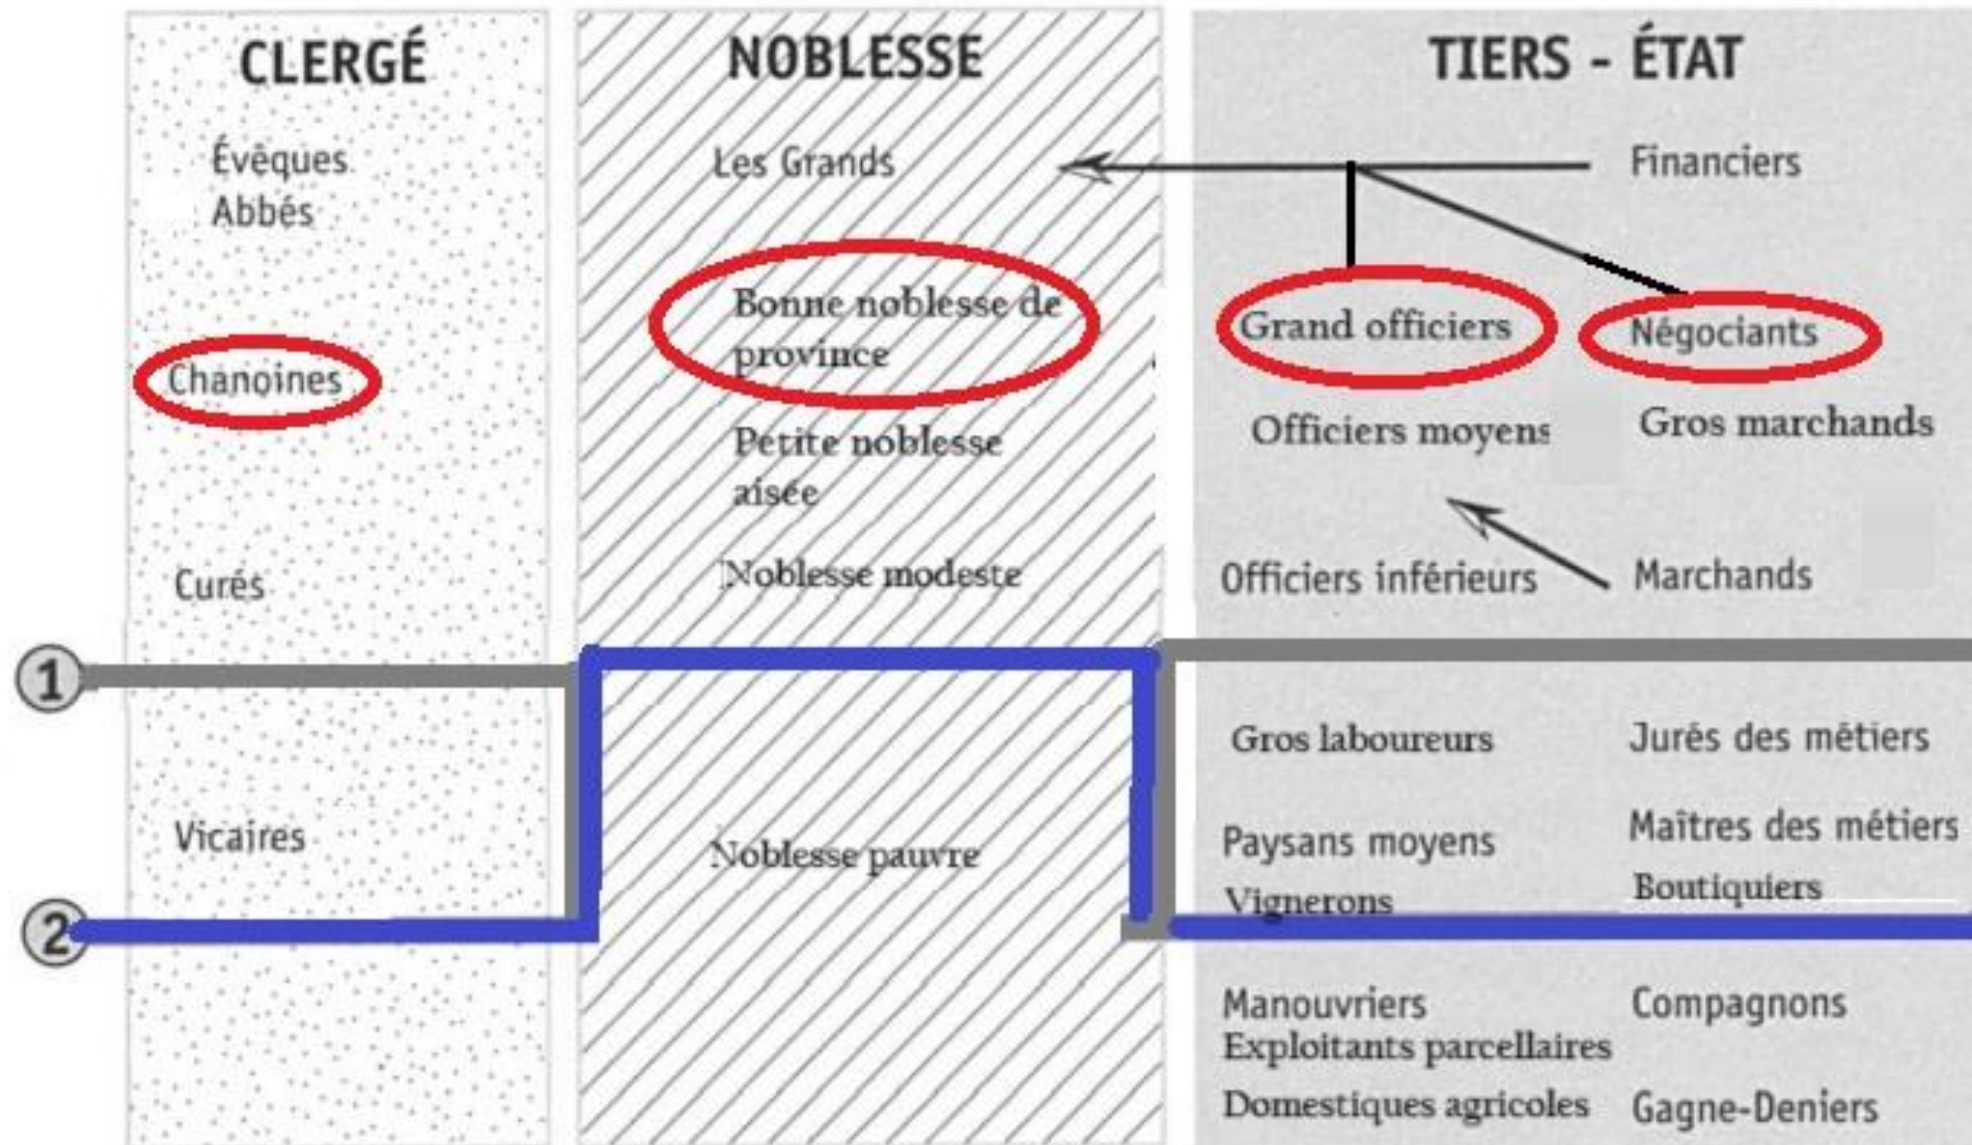 CLERGÉ
Évêques
Abbés
Chanoines
Curés
Vicaires
NOBLESSE
Les Grands
Bonne noblesse de
province
Petite noblesse
aisée
Noblesse modeste
Noblesse pauvre
TIERS - ÉTAT
Financiers
Grand officiers
Négociants
Officiers moyens
Gros marchands
Officiers inférieurs
Marchands
Gros laboureurs
Jurés des métiers
Paysans moyens
Maîtres des métiers
Vignerons
Boutiquiers
Manouvriers
Compagnons
Exploitants parcellaires
Domestiques agricoles
Gagne-Deniers
1
2